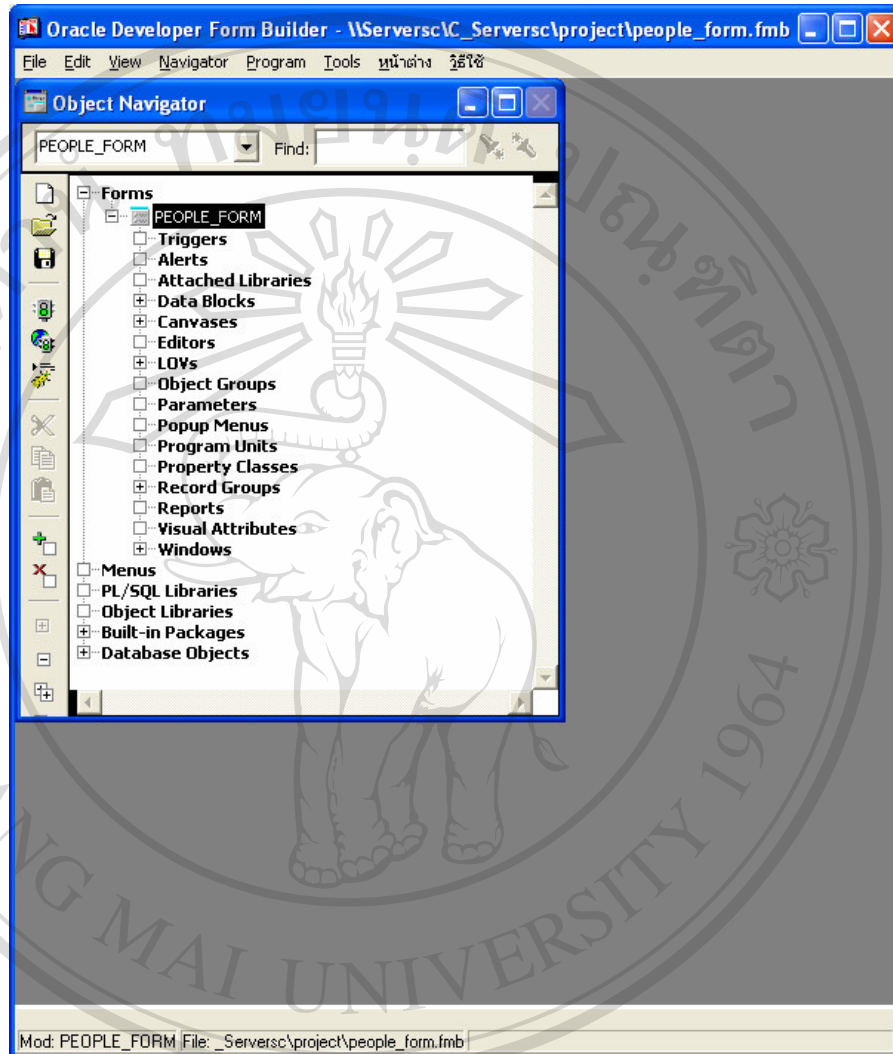 Oracle Developer Form Builder - \\Serversc\C_Serversc\project\people_form.fmb
File Edit View Navigator Program Tools หน้าต่าง วิธีใช้
Object Navigator
PEOPLE_FORM Find:
Forms
PEOPLE_FORM
Triggers
Alerts
Attached Libraries
Data Blocks
Canvases
Editors
LOVs
Object Groups
Parameters
Popup Menus
Program Units
Property Classes
Record Groups
Reports
Visual Attributes
Windows
Menus
PL/SQL Libraries
Object Libraries
Built-in Packages
Database Objects
MAI UNIVERSITY 1964
Mod: PEOPLE_FORM File: _Serversc\project\people_form.fmb